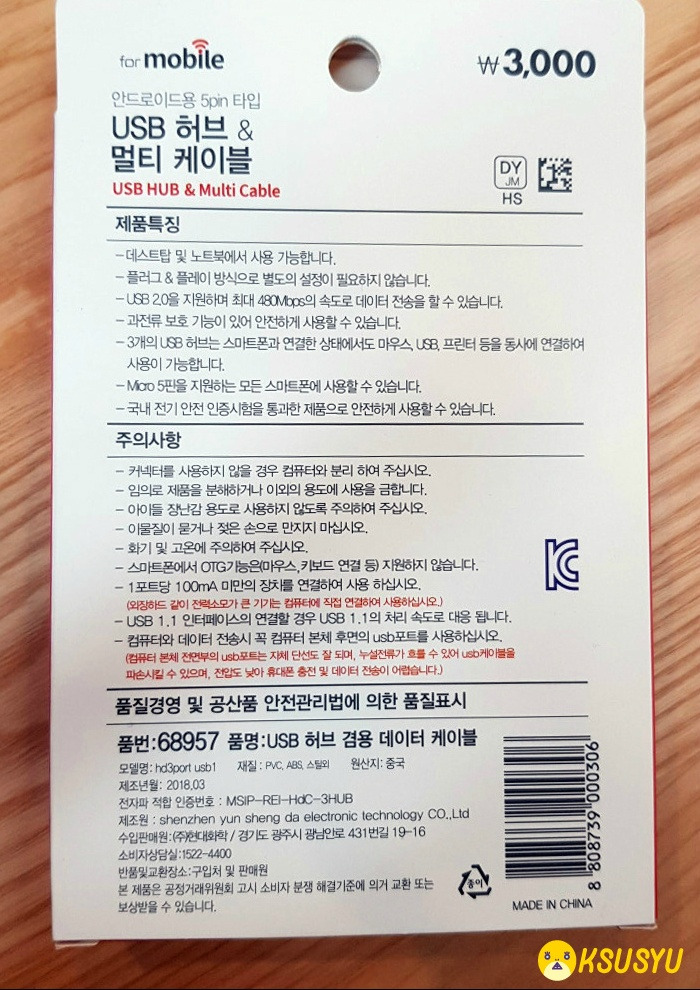 for mobile
₩3,000
안드로이드용 5pin 타입
USB 허브 &
멀티 케이블
USB HUB & Multi Cable
DY
JM
HS
제품특징
- 데스트탑 및 노트북에서 사용 가능합니다.
- 플러그 & 플레이 방식으로 별도의 설정이 필요하지 않습니다.
- USB 2.0을 지원하며 최대 480Mbps의 속도로 데이터 전송을 할 수 있습니다.
- 과전류 보호 기능이 있어 안전하게 사용할 수 있습니다.
- 3개의 USB 허브는 스마트폰과 연결한 상태에서도 마우스, USB, 프린터 등을 동사에 연결하여
사용이 가능합니다.
- Micro 5핀을 지원하는 모든 스마트폰에 사용할 수 있습니다.
- 국내 전기 안전 인증시험을 통과한 제품으로 안전하게 사용할 수 있습니다.
주의사항
- 커넥터를 사용하지 않을 경우 컴퓨터와 분리 하여 주십시오.
- 임의로 제품을 분해하거나 이외의 용도에 사용을 금합니다.
- 아이들 장난감 용도로 사용하지 않도록 주의하여 주십시오.
- 이물질이 묻거나 젖은 손으로 만지지 마십시오.
- 화기 및 고온에 주의하여 주십시오.
- 스마트폰에서 OTG기능은(마우스,키보드 연결 등) 지원하지 않습니다.
- 1포트당 100mA 미만의 장치를 연결하여 사용 하십시오.
(외장하드 같이 전력소모가 큰 기기는 컴퓨터에 직접 연결하여 사용하십시오.)
- USB 1.1 인터페이스의 연결할 경우 USB 1.1의 처리 속도로 대응 됩니다.
- 컴퓨터와 데이터 전송시 꼭 컴퓨터 본체 후면의 usb포트를 사용하십시오.
(컴퓨터 본체 전면부의 usb포트는 자체 단선도 잘 되며, 누설전류가 흐를 수 있어 usb케이블을
파손시킬 수 있으며, 전압도 낮아 휴대폰 충전 및 데이터 전송이 어렵습니다.)
품질경영 및 공산품 안전관리법에 의한 품질표시
품번:68957 품명:USB 허브 겸용 데이터 케이블
모델명: hd3port usb1 재질 : PVC, ABS, 스틸외 원산지: 중국
제조년월: 2018.03
전자파 적합 인증번호 : MSIP-REI-HdC-3HUB
제조원 : shenzhen yun sheng da electronic technology CO.,Ltd
수입판매원:(주)현대화학 / 경기도 광주시 광남안로 431번길 19-16
소비자상담실:1522-4400
반품및교환장소:구입처 및 판매원
본 제품은 공정거래위원회 고시 소비자 분쟁 해결기준에 의거 교환 또는
보상받을 수 있습니다.
종이
8 808739 000306
MADE IN CHINA
KSUSYU